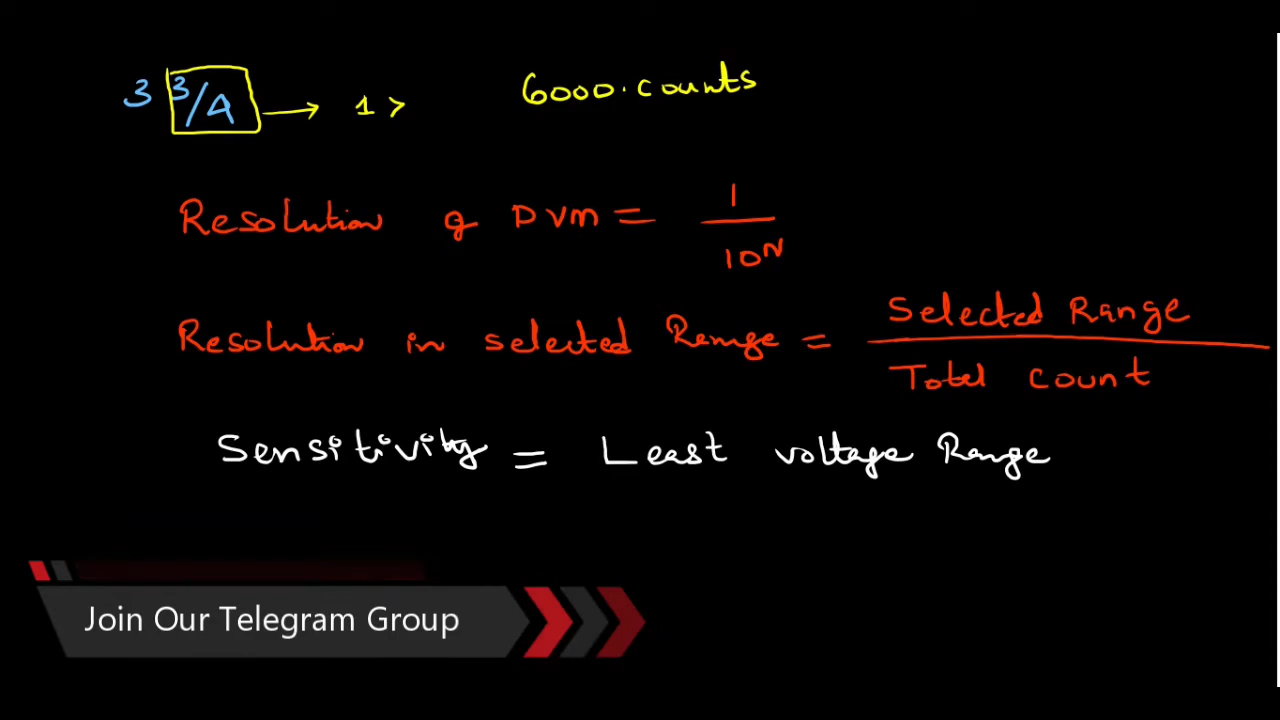 3 3/4 → 1 > 6000.counts
Resolution of DVM = 1/10^N
Resolution in selected Range = Selected Range / Total count
Sensitivity = Least voltage Range
Join Our Telegram Group